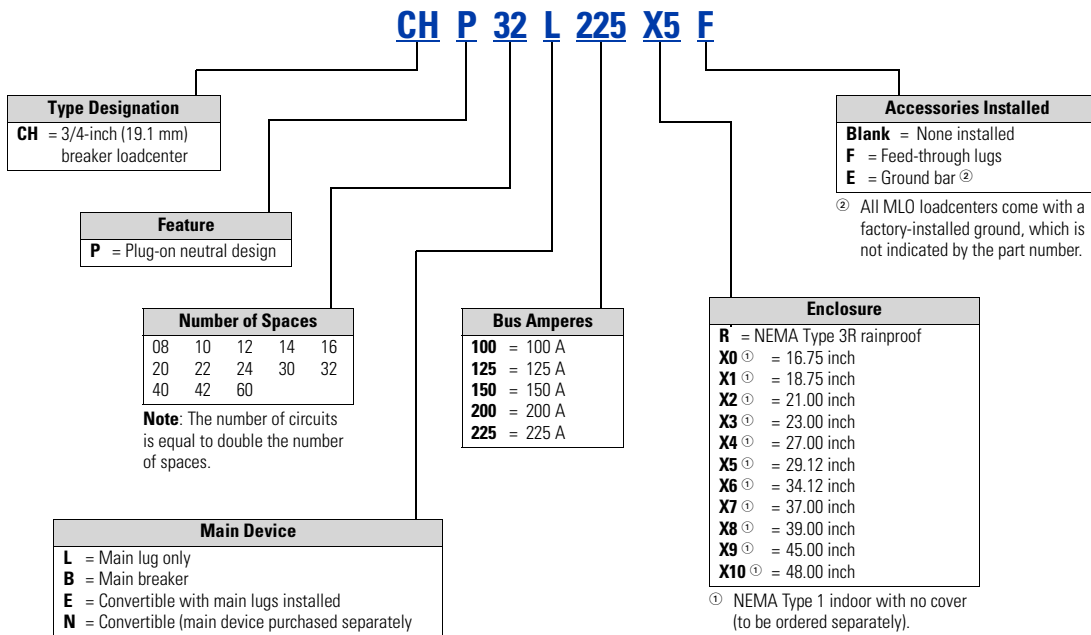 CH P 32 L 225 X5 F
Type Designation
CH = 3/4-inch (19.1 mm)
breaker loadcenter
Feature
P = Plug-on neutral design
Number of Spaces
08 10 12 14 16
20 22 24 30 32
40 42 60
Note: The number of circuits
is equal to double the number
of spaces.
Main Device
L = Main lug only
B = Main breaker
E = Convertible with main lugs installed
N = Convertible (main device purchased separately
Bus Amperes
100 = 100 A
125 = 125 A
150 = 150 A
200 = 200 A
225 = 225 A
Enclosure
R = NEMA Type 3R rainproof
X0 ① = 16.75 inch
X1 ① = 18.75 inch
X2 ① = 21.00 inch
X3 ① = 23.00 inch
X4 ① = 27.00 inch
X5 ① = 29.12 inch
X6 ① = 34.12 inch
X7 ① = 37.00 inch
X8 ① = 39.00 inch
X9 ① = 45.00 inch
X10 ① = 48.00 inch
① NEMA Type 1 indoor with no cover
(to be ordered separately).
Accessories Installed
Blank = None installed
F = Feed-through lugs
E = Ground bar ②
② All MLO loadcenters come with a
factory-installed ground, which is
not indicated by the part number.